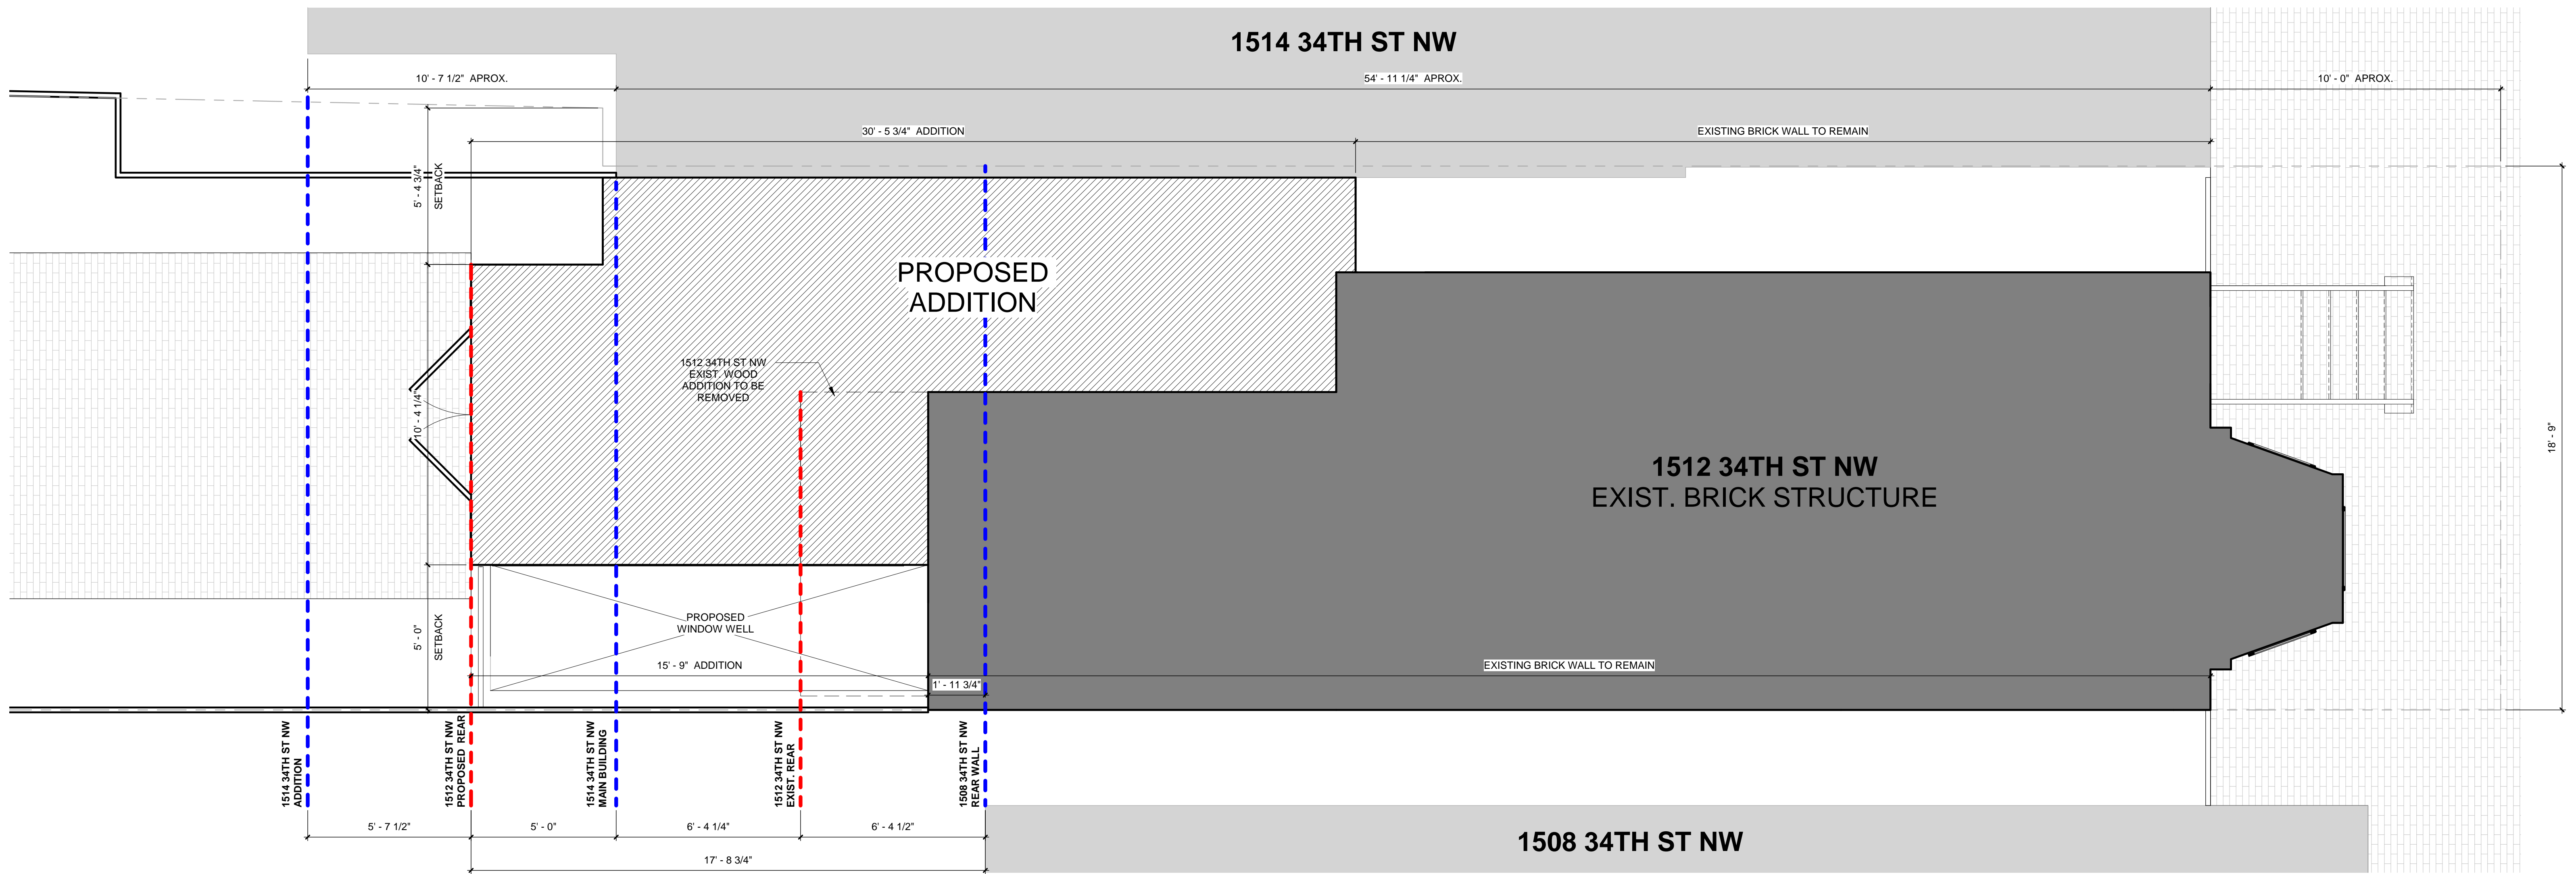 1514 34TH ST NW
10' - 7 1/2" APROX.
54' - 11 1/4" APROX.
10' - 0" APROX.
30' - 5 3/4" ADDITION
EXISTING BRICK WALL TO REMAIN
5' - 4 3/4"
SETBACK
PROPOSED
ADDITION
1512 34TH ST NW
EXIST. WOOD
ADDITION TO BE
REMOVED
10' - 4 1/4"
1512 34TH ST NW
EXIST. BRICK STRUCTURE
18' - 9"
PROPOSED
WINDOW WELL
5' - 0"
SETBACK
15' - 9" ADDITION
EXISTING BRICK WALL TO REMAIN
1' - 11 3/4"
1514 34TH ST NW
ADDITION
1512 34TH ST NW
PROPOSED REAR
1514 34TH ST NW
MAIN BUILDING
1512 34TH ST NW
EXIST. REAR
1508 34TH ST NW
REAR WALL
5' - 7 1/2"
5' - 0"
6' - 4 1/4"
6' - 4 1/2"
17' - 8 3/4"
1508 34TH ST NW